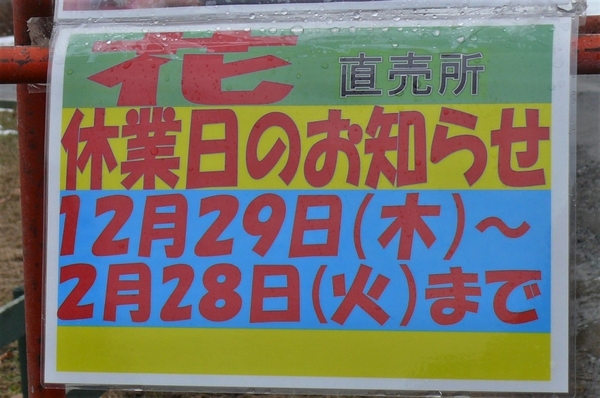 花 直売所
休業日のお知らせ
12月29日(木)～
2月28日(火)まで